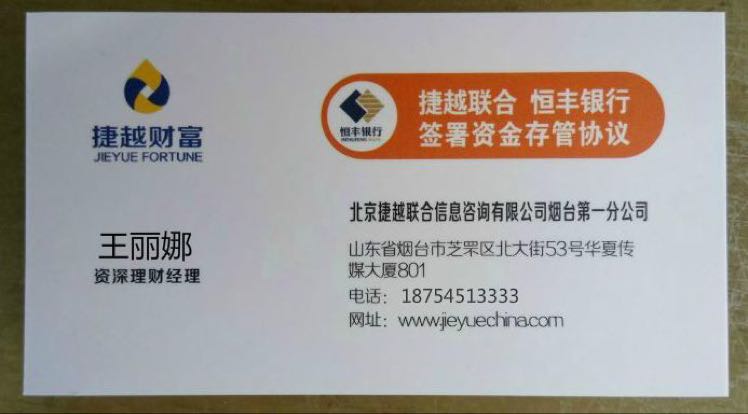 捷越财富
JIEYUE FORTUNE
恒丰银行
捷越联合 恒丰银行
签署资金存管协议
王丽娜
资深理财经理
北京捷越联合信息咨询有限公司烟台第一分公司
山东省烟台市芝罘区北大街53号华夏传
媒大厦801
电话：18754513333
网址：www.jieyuechina.com